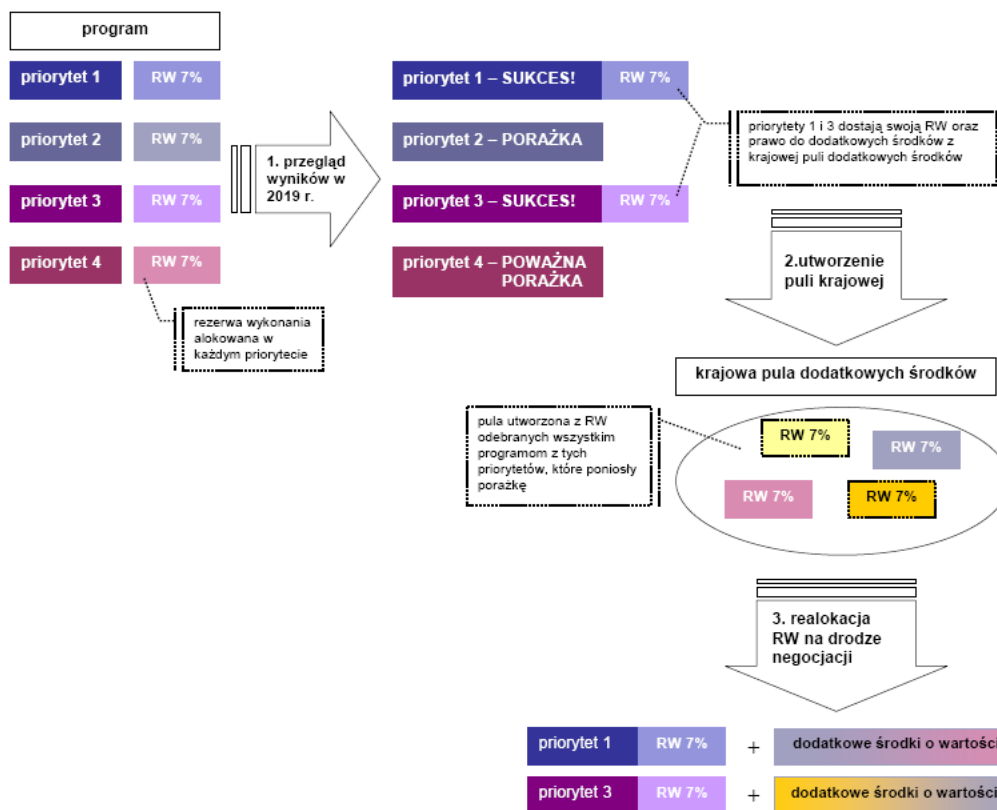 program
priorytet 1 RW 7%
priorytet 2 RW 7%
priorytet 3 RW 7%
priorytet 4 RW 7%
rezerwa wykonania
alokowana w
każdym priorytecie
1. przegląd
wyników w
2019 r.
priorytet 1 – SUKCES! RW 7%
priorytet 2 – PORAŻKA
priorytet 3 – SUKCES! RW 7%
priorytet 4 – POWAŻNA
PORAŻKA
priorytety 1 i 3 dostają swoją RW oraz
prawo do dodatkowych środków z
krajowej puli dodatkowych środków
2.utworzenie
puli krajowej
krajowa pula dodatkowych środków
pula utworzona z RW
odebranych wszystkim
programom z tych
priorytetów, które poniosły
porażkę
RW 7%
RW 7%
RW 7%
RW 7%
3. realokacja
RW na drodze
negocjacji
priorytet 1 RW 7% + dodatkowe środki o wartości
priorytet 3 RW 7% + dodatkowe środki o wartości